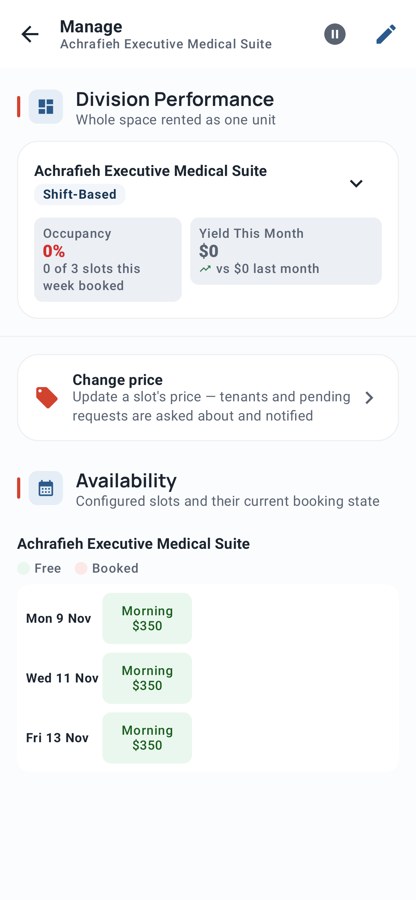 Manage
Achrafieh Executive Medical Suite
Division Performance
Whole space rented as one unit
Achrafieh Executive Medical Suite
Shift-Based
Occupancy
0%
0 of 3 slots this
week booked
Yield This Month
$0
vs $0 last month
Change price
Update a slot's price — tenants and pending
requests are asked about and notified
Availability
Configured slots and their current booking state
Achrafieh Executive Medical Suite
Free
Booked
Mon 9 Nov
Morning
$350
Wed 11 Nov
Morning
$350
Fri 13 Nov
Morning
$350